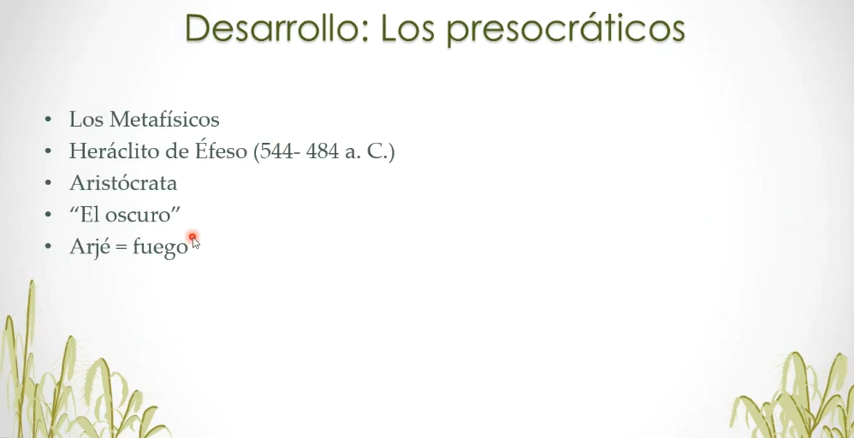 Desarrollo: Los presocráticos
• Los Metafísicos
• Heráclito de Éfeso (544- 484 a. C.)
• Aristócrata
• “El oscuro”
• Arjé = fuego